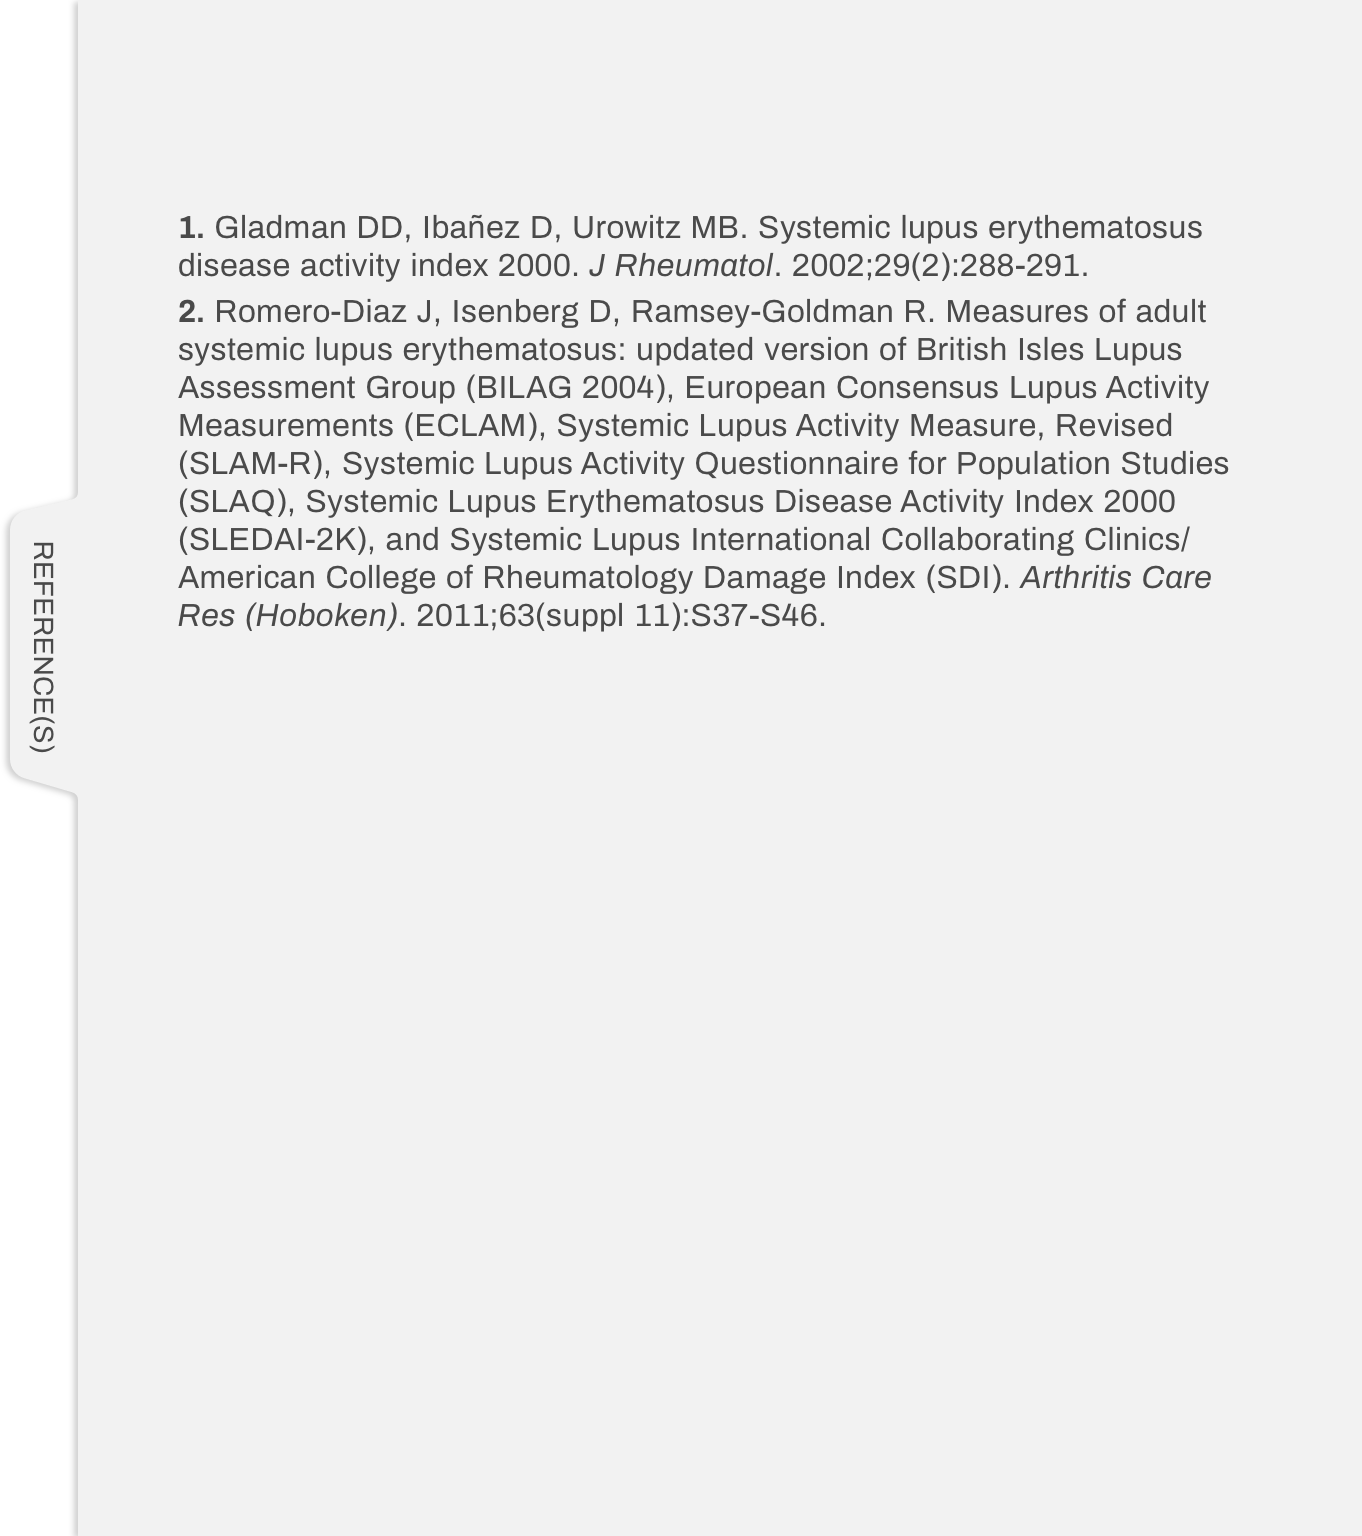 1. Gladman DD, Ibañez D, Urowitz MB. Systemic lupus erythematosus
disease activity index 2000. J Rheumatol. 2002;29(2):288-291.
2. Romero-Diaz J, Isenberg D, Ramsey-Goldman R. Measures of adult
systemic lupus erythematosus: updated version of British Isles Lupus
Assessment Group (BILAG 2004), European Consensus Lupus Activity
Measurements (ECLAM), Systemic Lupus Activity Measure, Revised
(SLAM-R), Systemic Lupus Activity Questionnaire for Population Studies
(SLAQ), Systemic Lupus Erythematosus Disease Activity Index 2000
(SLEDAI-2K), and Systemic Lupus International Collaborating Clinics/
American College of Rheumatology Damage Index (SDI). Arthritis Care
Res (Hoboken). 2011;63(suppl 11):S37-S46.
REFERENCE(S)